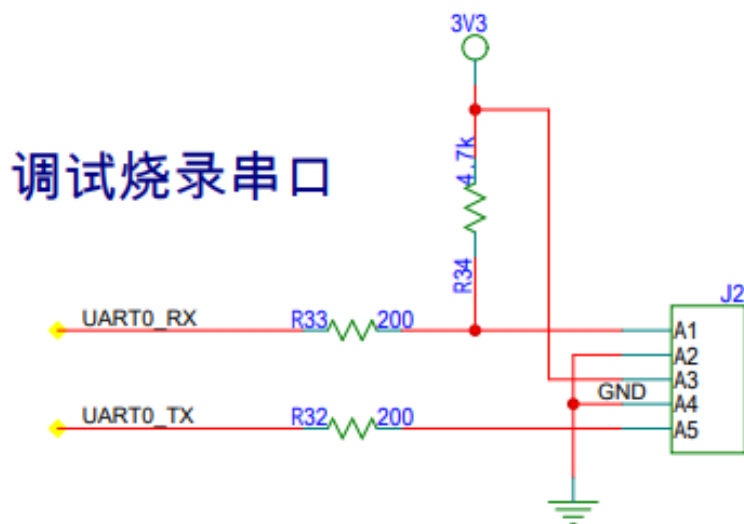 3V3
调试烧录串口
4.7k
R34
J2
UART0_RX
R33
200
A1
A2
A3
GND
A4
UART0_TX
R32
200
A5